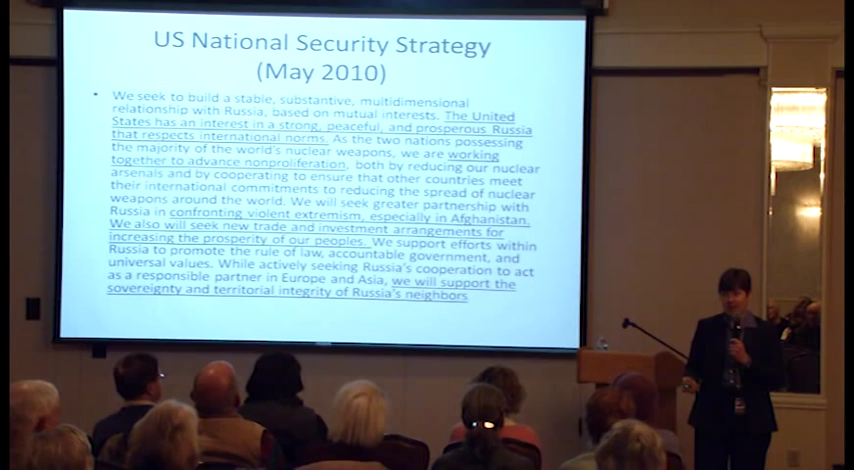 US National Security Strategy
(May 2010)
• We seek to build a stable, substantive, multidimensional
relationship with Russia, based on mutual interests. The United
States has an interest in a strong, peaceful, and prosperous Russia
that respects international norms. As the two nations possessing
the majority of the world's nuclear weapons, we are working
together to advance nonproliferation, both by reducing our nuclear
arsenals and by cooperating to ensure that other countries meet
their international commitments to reducing the spread of nuclear
weapons around the world. We will seek greater partnership with
Russia in confronting violent extremism, especially in Afghanistan.
We also will seek new trade and investment arrangements for
increasing the prosperity of our peoples. We support efforts within
Russia to promote the rule of law, accountable government, and
universal values. While actively seeking Russia's cooperation to act
as a responsible partner in Europe and Asia, we will support the
sovereignty and territorial integrity of Russia's neighbors